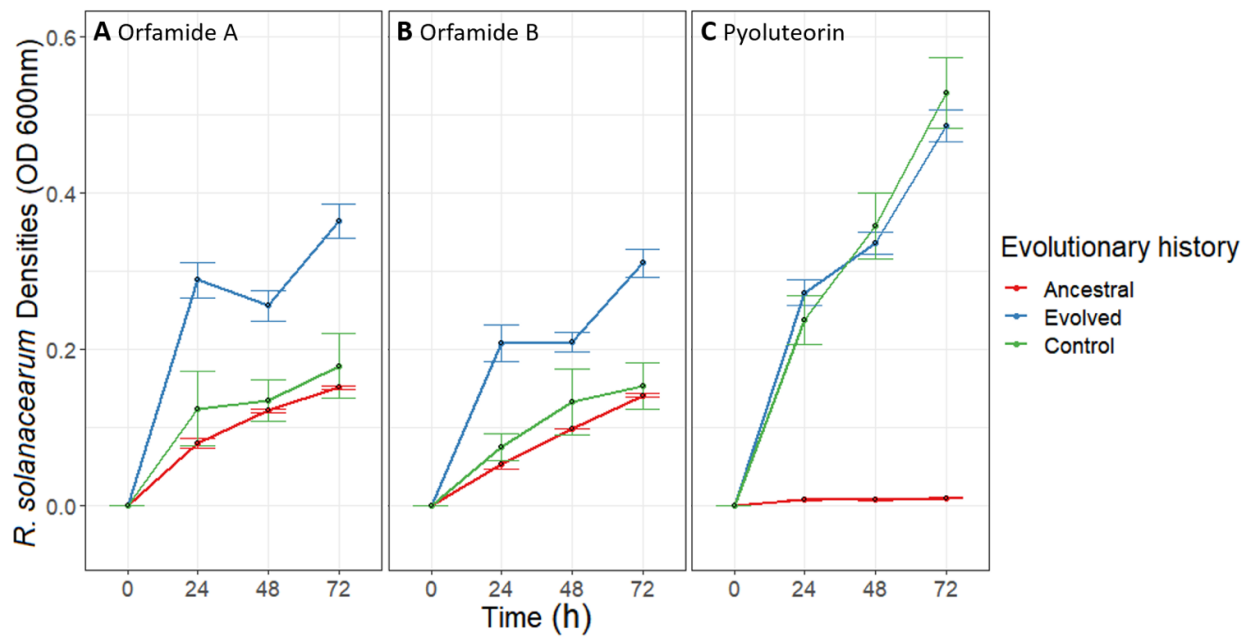 A Orfamide A
B Orfamide B
C Pyoluteorin
R. solanacearum Densities (OD 600nm)
0.6
0.4
0.2
0.0
0 24 48 72
0 24 48 72
0 24 48 72
Time (h)
Evolutionary history
Ancestral
Evolved
Control